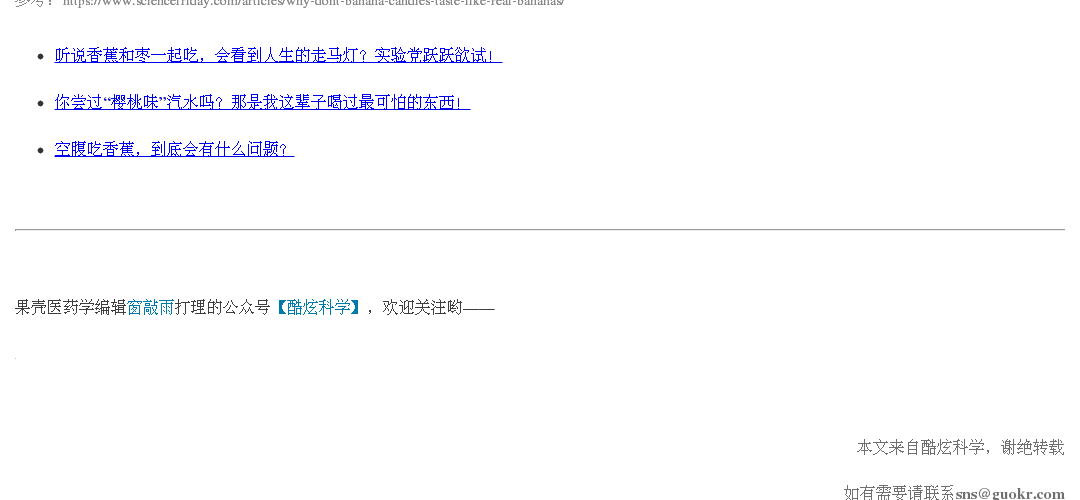 参考：https://www.sciencefriday.com/articles/why-dont-banana-candies-taste-like-real-bananas/
听说香蕉和枣一起吃，会看到人生的走马灯？实验党跃跃欲试！
你尝过“樱桃味”汽水吗？那是我这辈子喝过最可怕的东西！
空腹吃香蕉，到底会有什么问题？
果壳医药学编辑窗敲雨打理的公众号【酷炫科学】，欢迎关注哟——
本文来自酷炫科学，谢绝转载
如有需要请联系sns@guokr.com